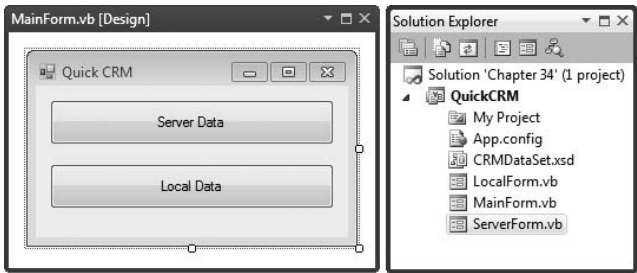 MainForm.vb [Design]
Quick CRM
Server Data
Local Data
Solution Explorer
Solution 'Chapter 34' (1 project)
QuickCRM
My Project
App.config
CRMDataSet.xsd
LocalForm.vb
MainForm.vb
ServerForm.vb